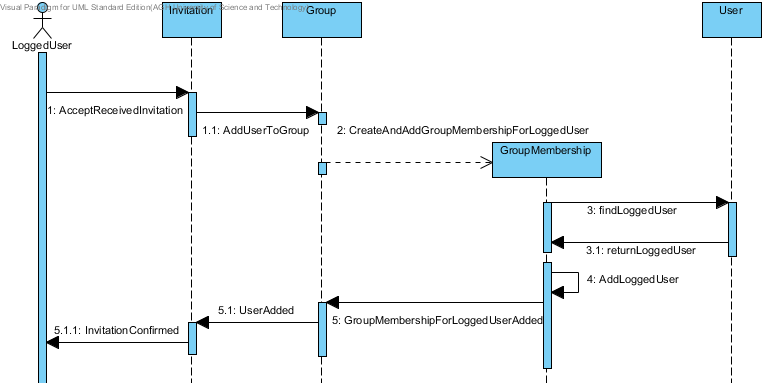 Visual Paradigm for UML Standard Edition(AGH University of Science and Technology)
Invitation
Group
User
LoggedUser
1: AcceptReceivedInvitation
1.1: AddUserToGroup
2: CreateAndAddGroupMembershipForLoggedUser
GroupMembership
3: findLoggedUser
3.1: returnLoggedUser
4: AddLoggedUser
5.1: UserAdded
5: GroupMembershipForLoggedUserAdded
5.1.1: InvitationConfirmed